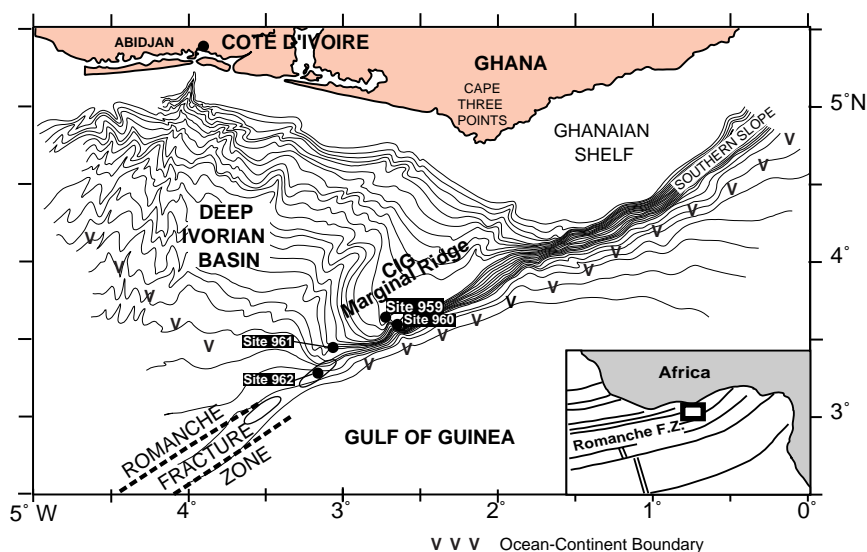 ABIDJAN
COTE D'IVOIRE
GHANA
CAPE
THREE
POINTS
5°N
GHANAIAN
SHELF
SOUTHERN SLOPE
DEEP
IVORIAN
BASIN
4°
CIG
Marginal Ridge
Site 959
Site 960
Site 961
Site 962
Africa
Romanche F.Z.
3°
ROMANCHE
FRACTURE
ZONE
GULF OF GUINEA
5° W
4°
3°
2°
1°
0°
V V V Ocean-Continent Boundary